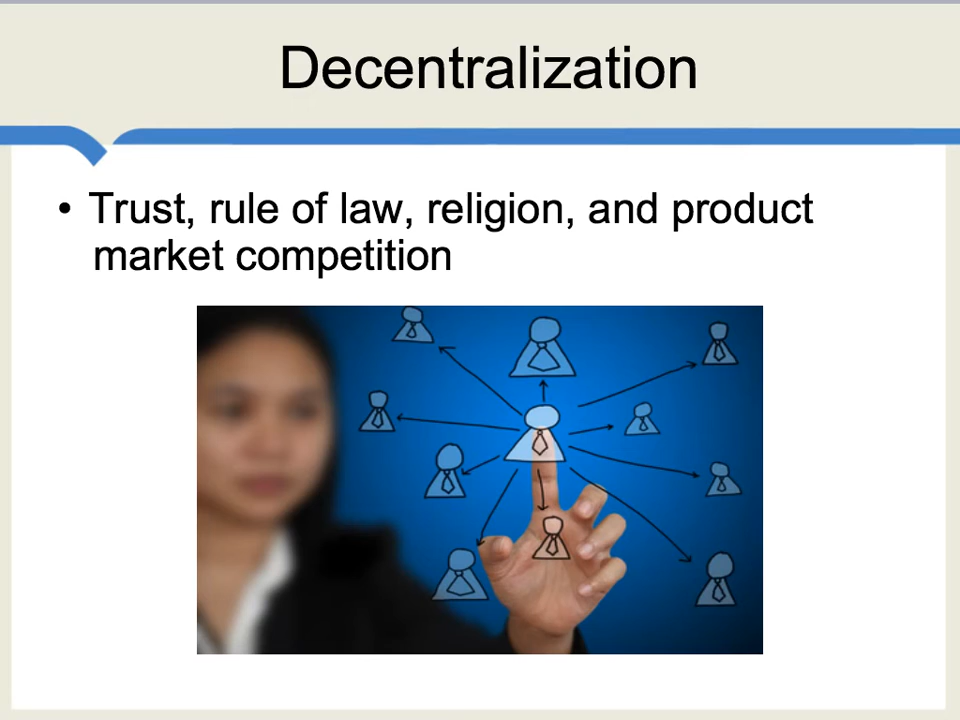 Decentralization
• Trust, rule of law, religion, and product
market competition